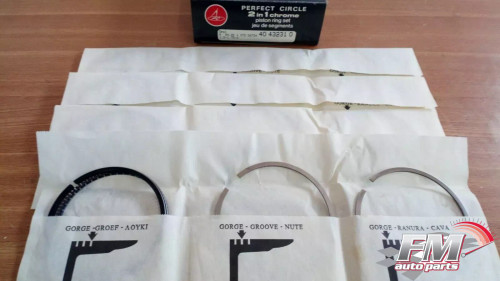 PERFECT CIRCLE
2 in 1 chrome
piston ring set
jeu de segments
40 43231 0
GORGE - GROEF - ΛΟΥΚΙ
GORGE - GROOVE - NUTE
GORGE - RANURA - CAVA
FM
auto parts